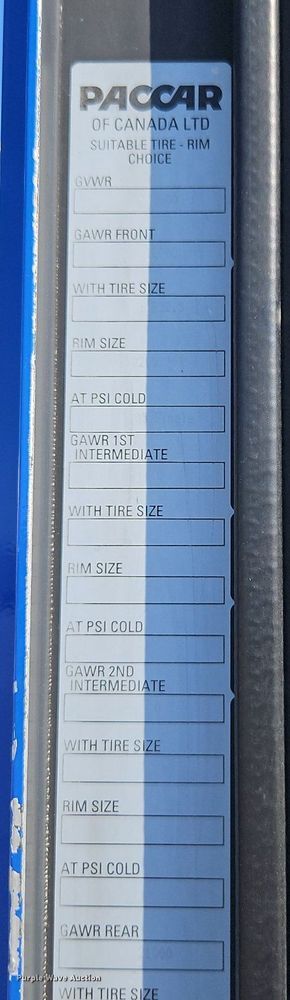 PACCAR
OF CANADA LTD
SUITABLE TIRE - RIM
CHOICE
GVWR
GAWR FRONT
WITH TIRE SIZE
RIM SIZE
AT PSI COLD
GAWR 1ST
INTERMEDIATE
WITH TIRE SIZE
RIM SIZE
AT PSI COLD
GAWR 2ND
INTERMEDIATE
WITH TIRE SIZE
RIM SIZE
AT PSI COLD
GAWR REAR
WITH TIRE SIZE
Purple Wave Auction